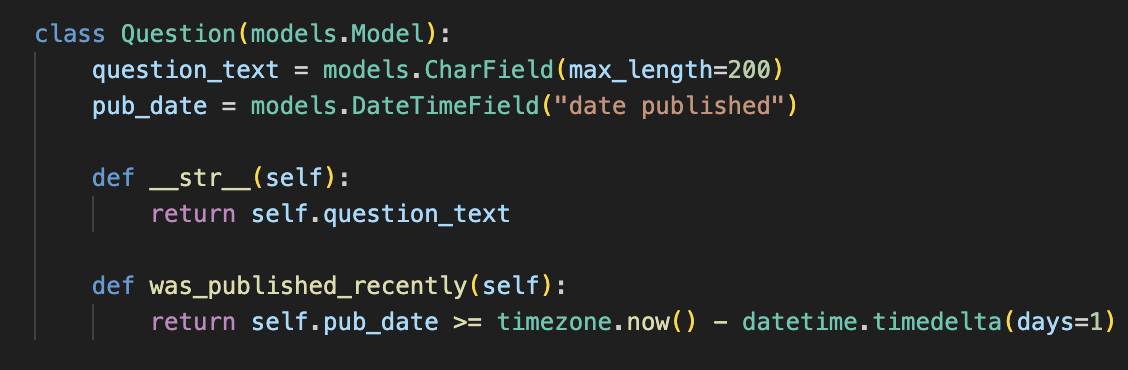 class Question(models.Model):
    question_text = models.CharField(max_length=200)
    pub_date = models.DateTimeField("date published")

    def __str__(self):
        return self.question_text

    def was_published_recently(self):
        return self.pub_date >= timezone.now() - datetime.timedelta(days=1)